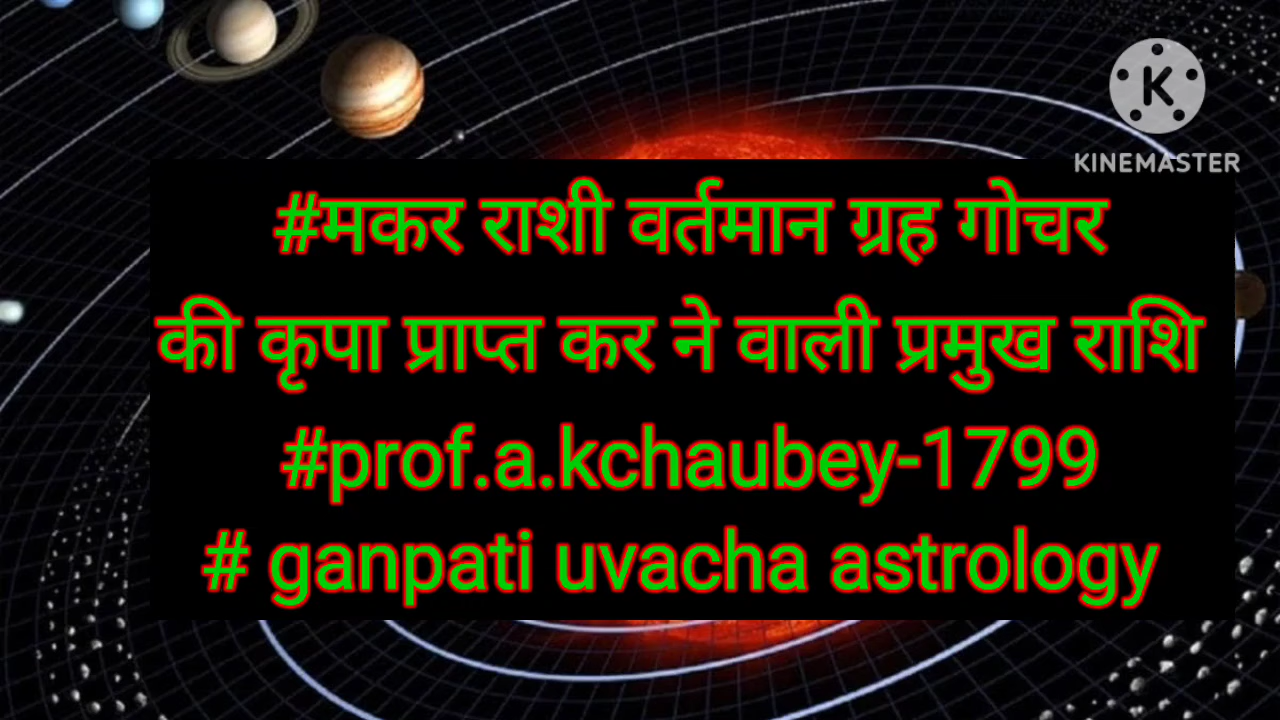 K
KINEMASTER
#मकर राशी वर्तमान ग्रह गोचर
की कृपा प्राप्त कर ने वाली प्रमुख राशि
#prof.a.kchaubey-1799
# ganpati uvacha astrology